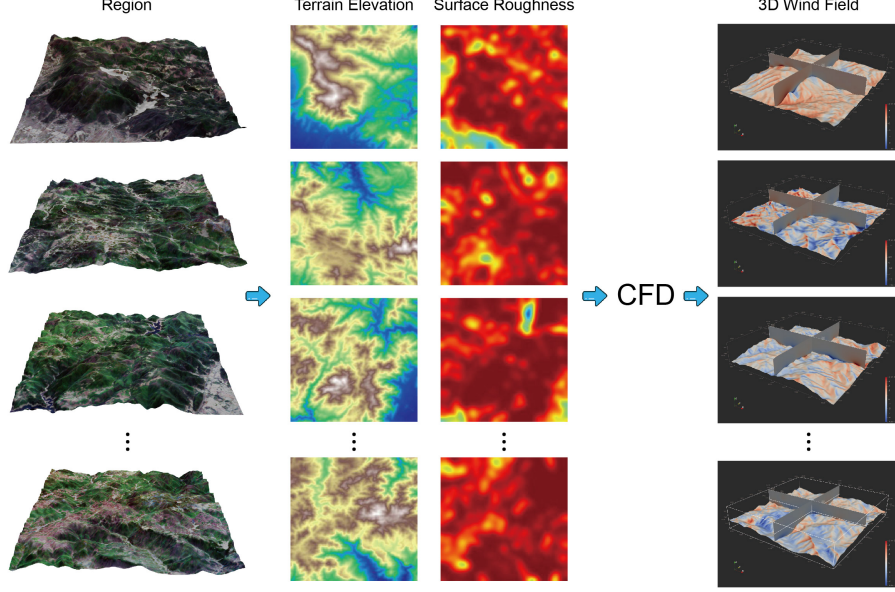 Region
Terrain Elevation
Surface Roughness
3D Wind Field
CFD